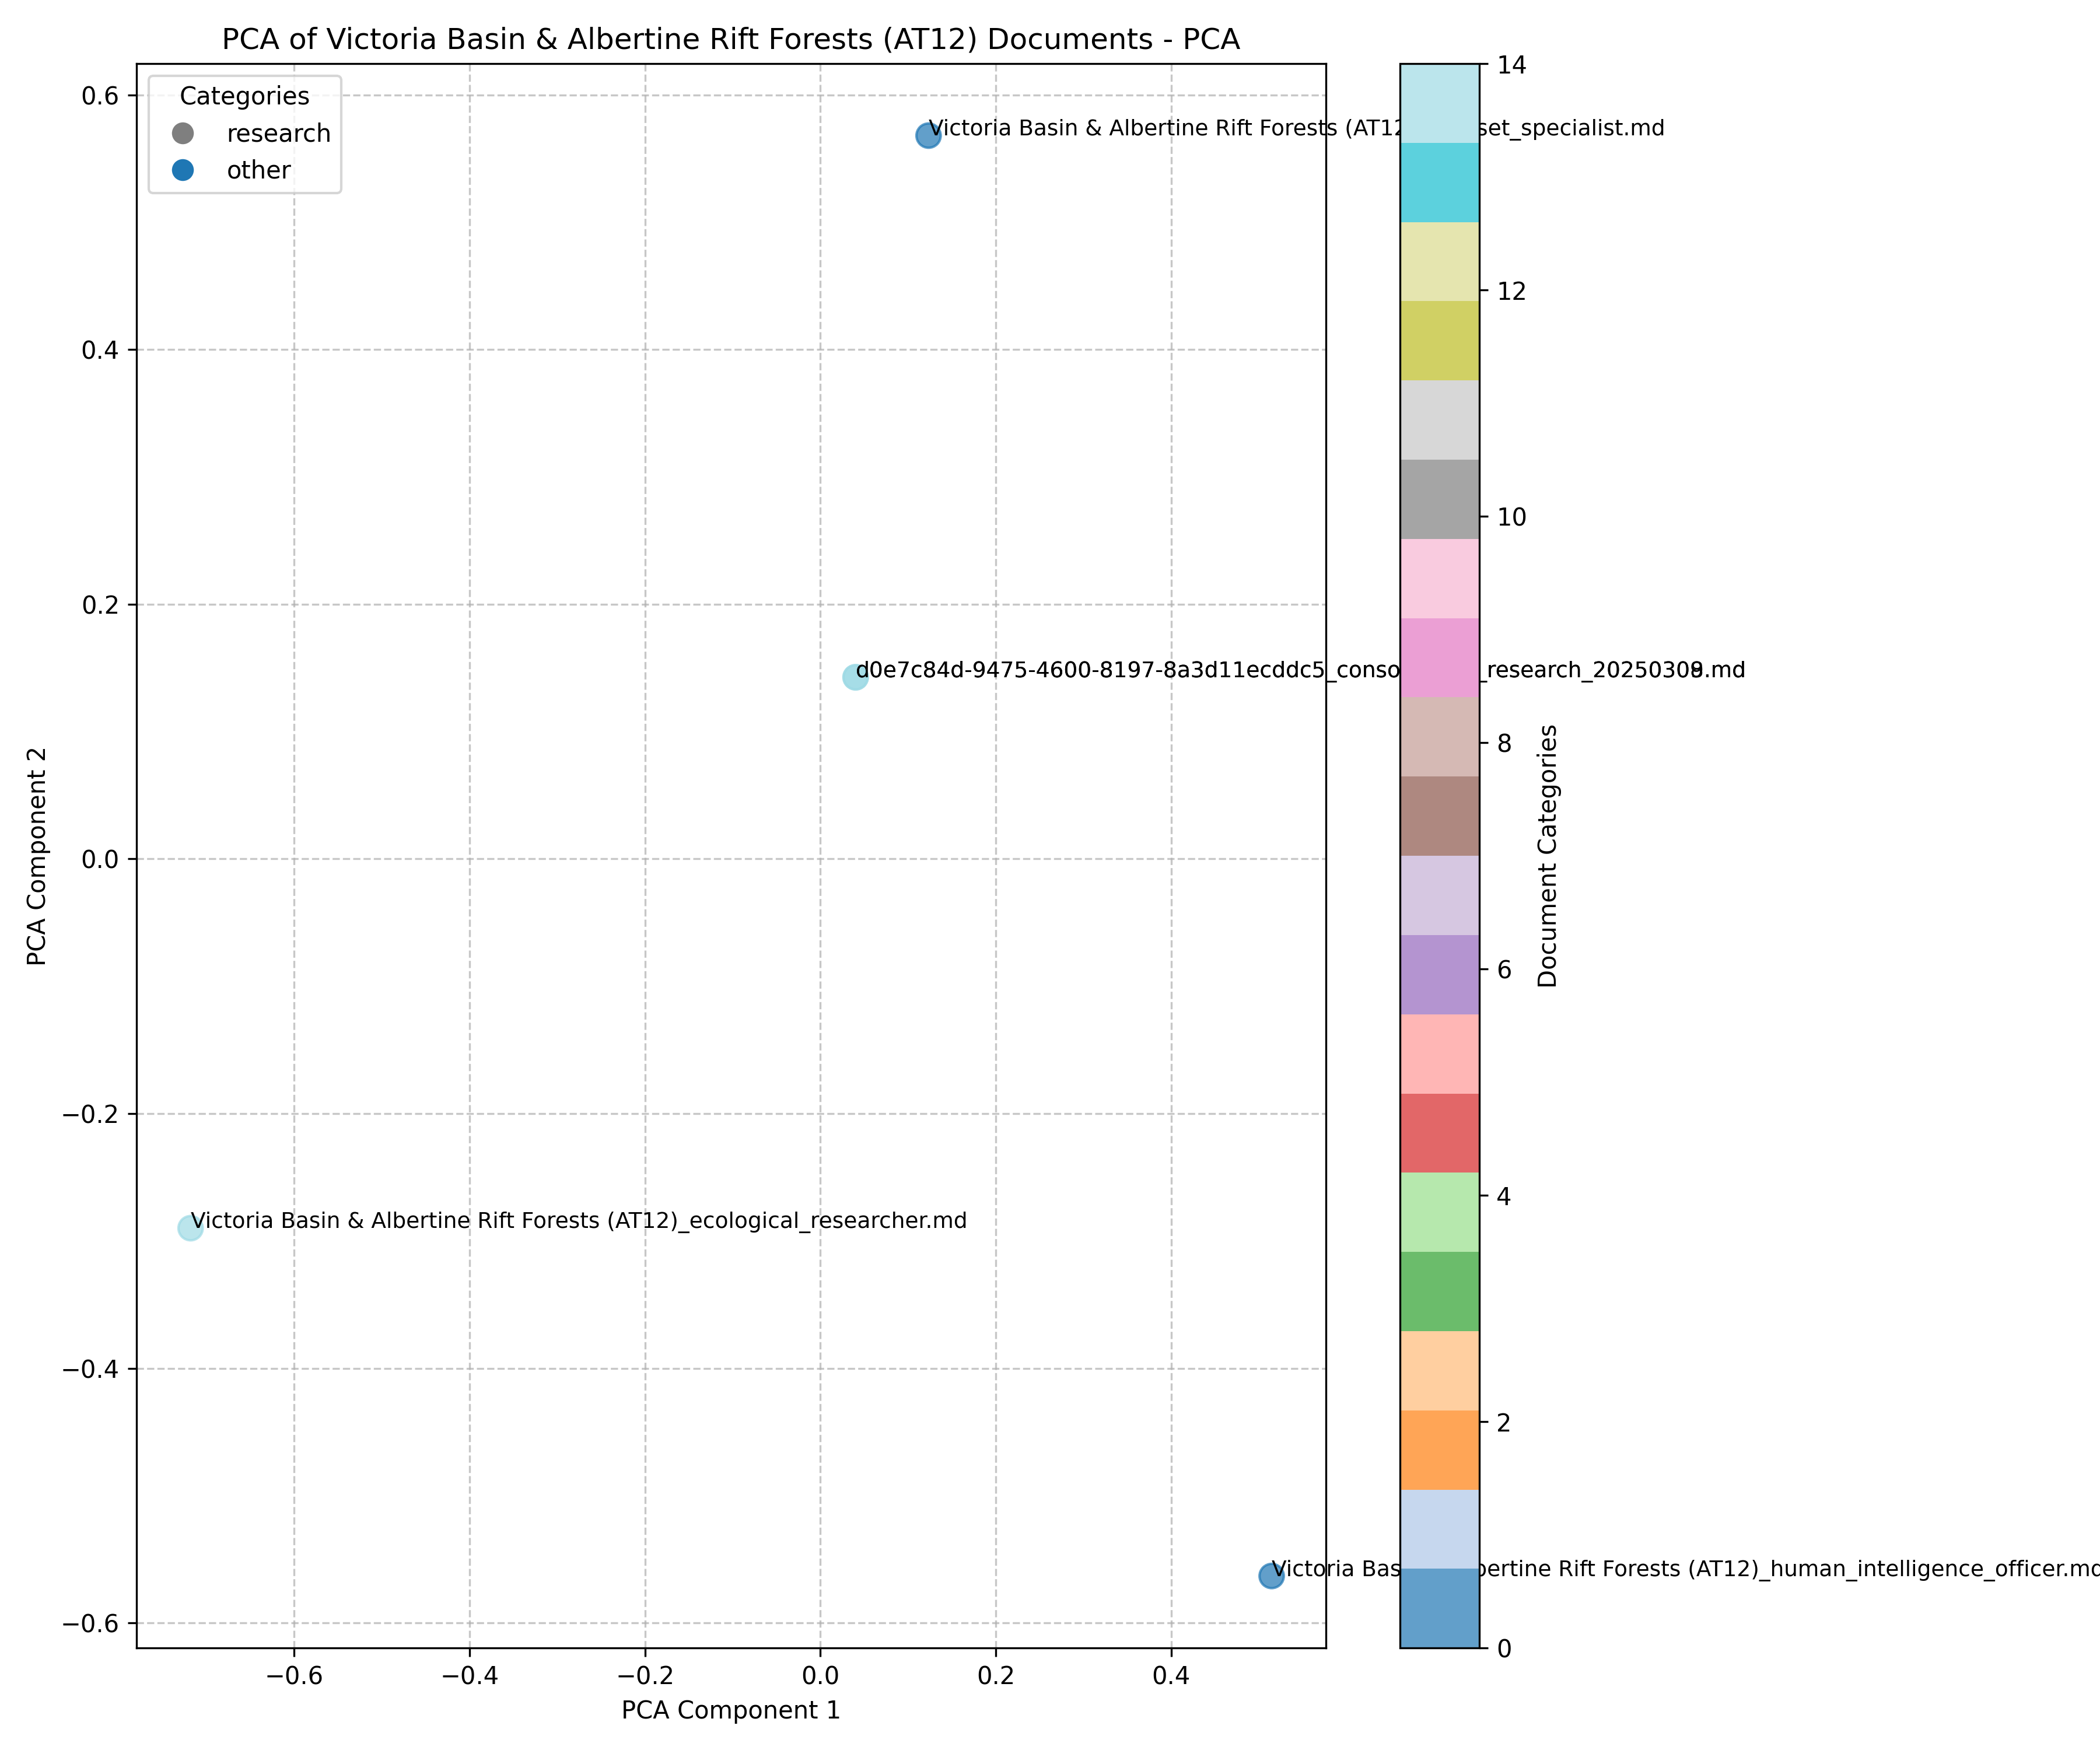 PCA of Victoria Basin & Albertine Rift Forests (AT12) Documents - PCA
Categories
research
other
Victoria Basin & Albertine Rift Forests (AT12 set_specialist.md
d0e7c84d-9475-4600-8197-8a3d11ecddc5_conso _research_2025030 .md
Victoria Basin & Albertine Rift Forests (AT12)_ecological_researcher.md
Victoria Bas bertine Rift Forests (AT12)_human_intelligence_officer.md
0.6
0.4
0.2
0.0
−0.2
−0.4
−0.6
PCA Component 2
−0.6
−0.4
−0.2
0.0
0.2
0.4
PCA Component 1
14
12
10
8
6
4
2
0
Document Categories